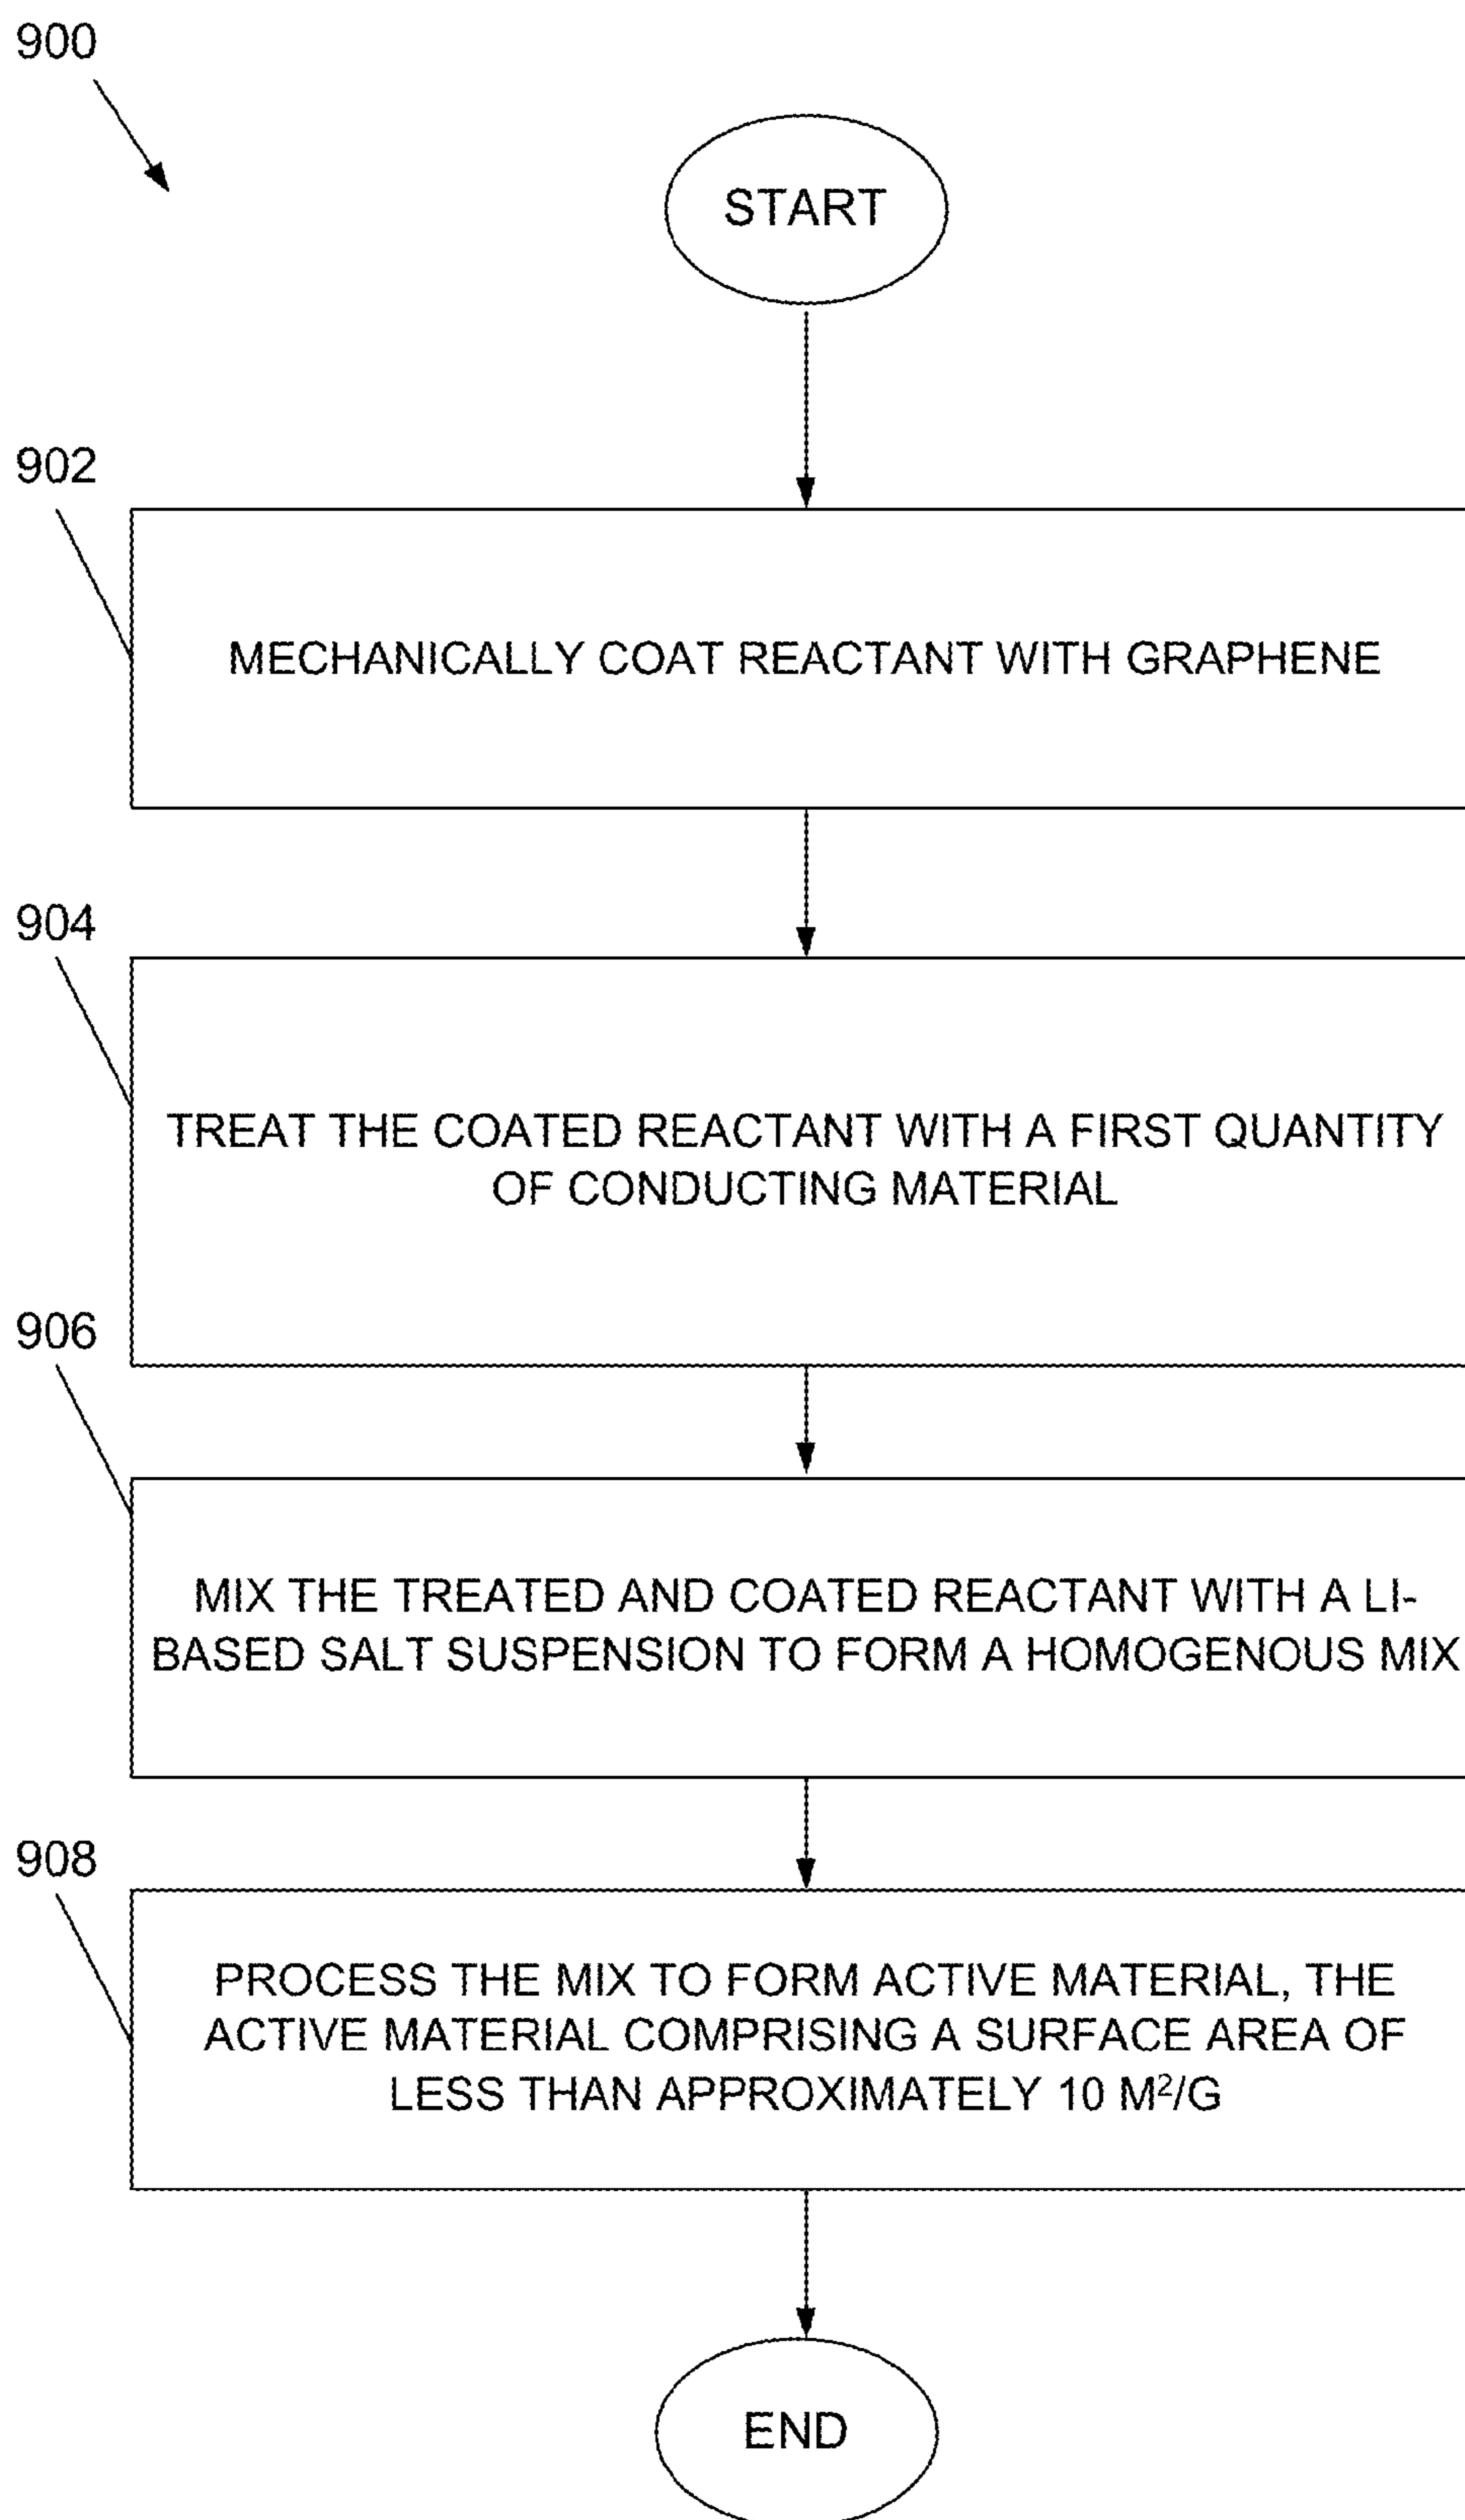 900
START
902
MECHANICALLY COAT REACTANT WITH GRAPHENE
904
TREAT THE COATED REACTANT WITH A FIRST QUANTITY
OF CONDUCTING MATERIAL
906
MIX THE TREATED AND COATED REACTANT WITH A LI-
BASED SALT SUSPENSION TO FORM A HOMOGENOUS MIX
908
PROCESS THE MIX TO FORM ACTIVE MATERIAL, THE
ACTIVE MATERIAL COMPRISING A SURFACE AREA OF
LESS THAN APPROXIMATELY 10 M²/G
END